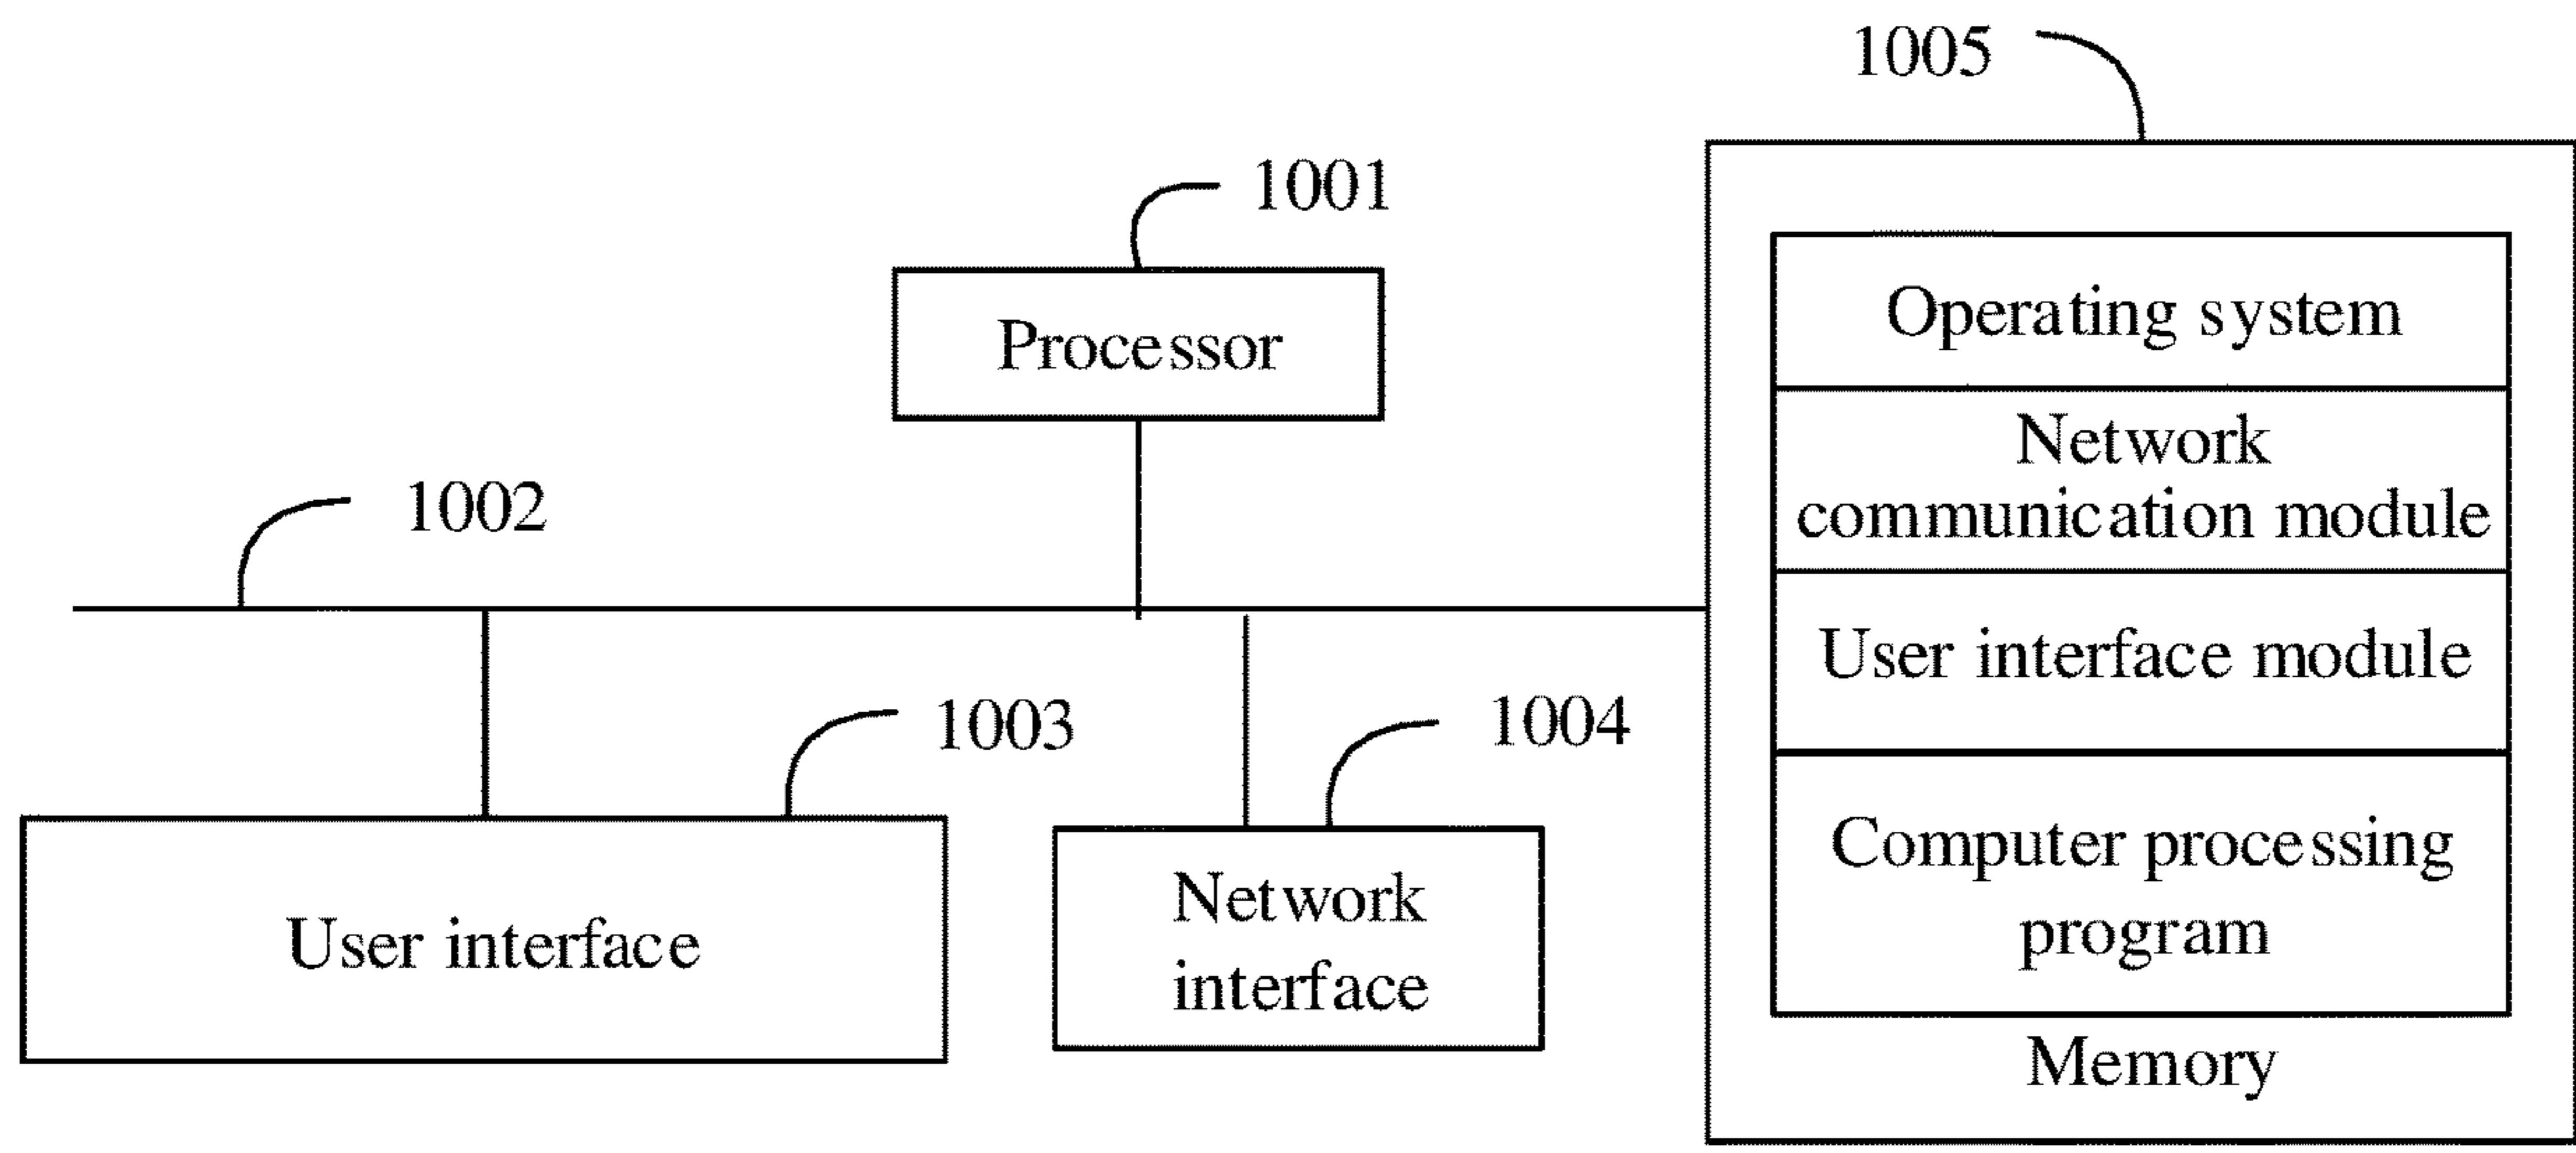 1005
1001
Processor
1002
1003
1004
User interface
Network
interface
Operating system
Network
communication module
User interface module
Computer processing
program
Memory